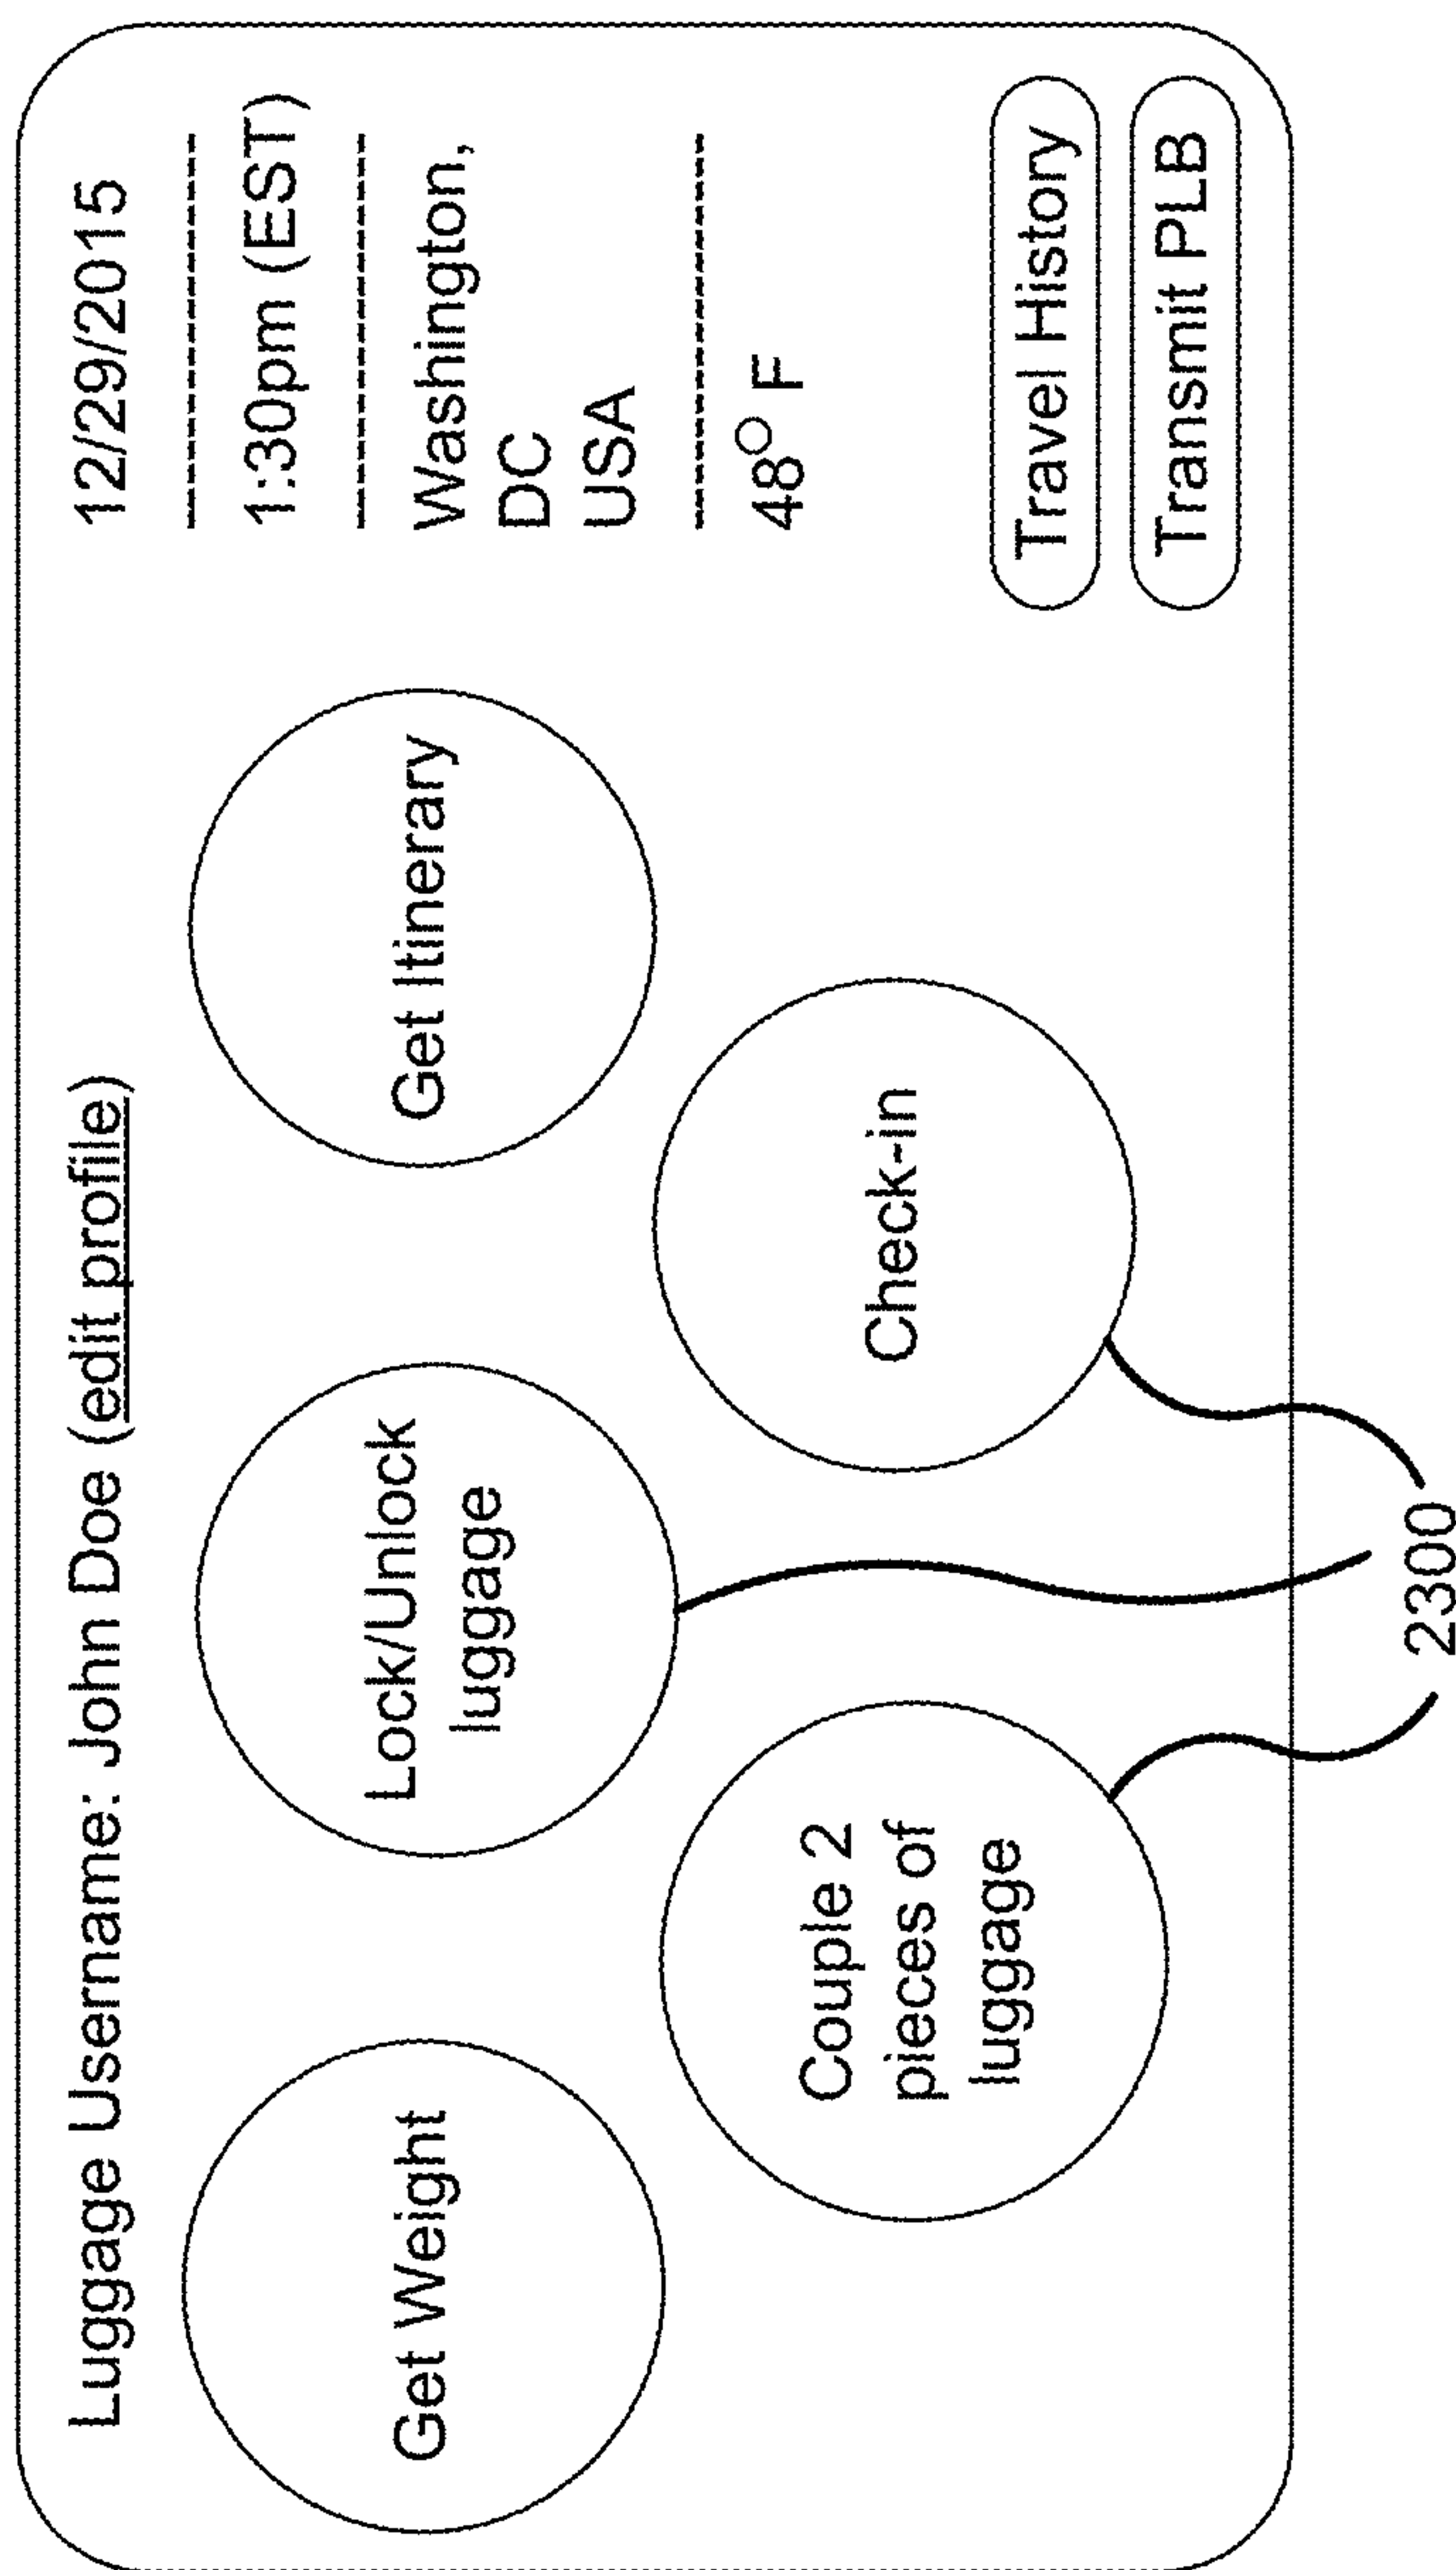 Luggage Username: John Doe (edit profile)
12/29/2015
1:30pm (EST)
Washington,
DC
USA
48° F
Get Weight
Lock/Unlock
luggage
Get Itinerary
Couple 2
pieces of
luggage
Check-in
Travel History
Transmit PLB
2300